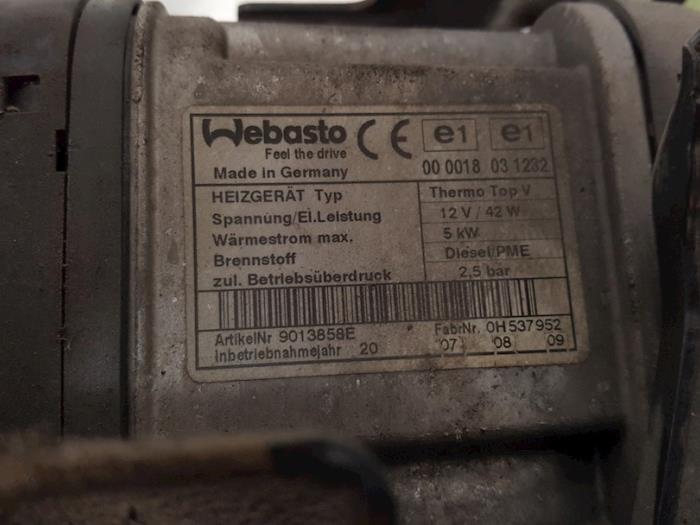 Webasto CE e1 e1
Feel the drive
Made in Germany 00 0018 03 1232
HEIZGERÄT Typ Thermo Top V
Spannung/El.Leistung 12 V / 42 W
Wärmestrom max. 5 kW
Brennstoff Diesel/PME
zul. Betriebsüberdruck 2,5 bar
ArtikelNr 9013858E FabrNr. 0H537952
Inbetriebnahmejahr 20 07 08 09